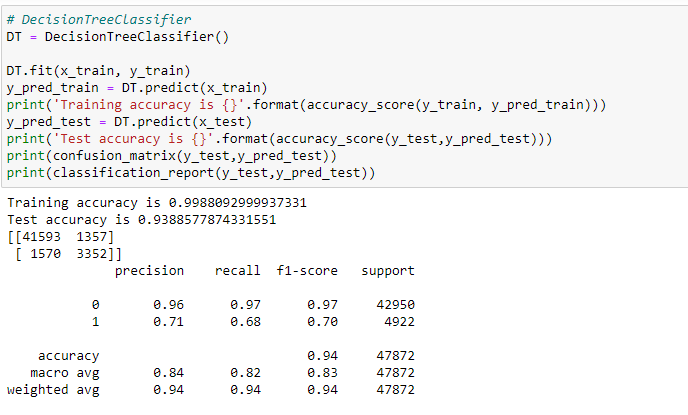 # DecisionTreeClassifier
DT = DecisionTreeClassifier()
DT.fit(x_train, y_train)
y_pred_train = DT.predict(x_train)
print('Training accuracy is {}'.format(accuracy_score(y_train, y_pred_train)))
y_pred_test = DT.predict(x_test)
print('Test accuracy is {}'.format(accuracy_score(y_test,y_pred_test)))
print(confusion_matrix(y_test,y_pred_test))
print(classification_report(y_test,y_pred_test))
Training accuracy is 0.9988092999937331
Test accuracy is 0.9388577874331551
[[41593 1357]
[ 1570 3352]]
precision recall f1-score support
0 0.96 0.97 0.97 42950
1 0.71 0.68 0.70 4922
accuracy 0.94 47872
macro avg 0.84 0.82 0.83 47872
weighted avg 0.94 0.94 0.94 47872